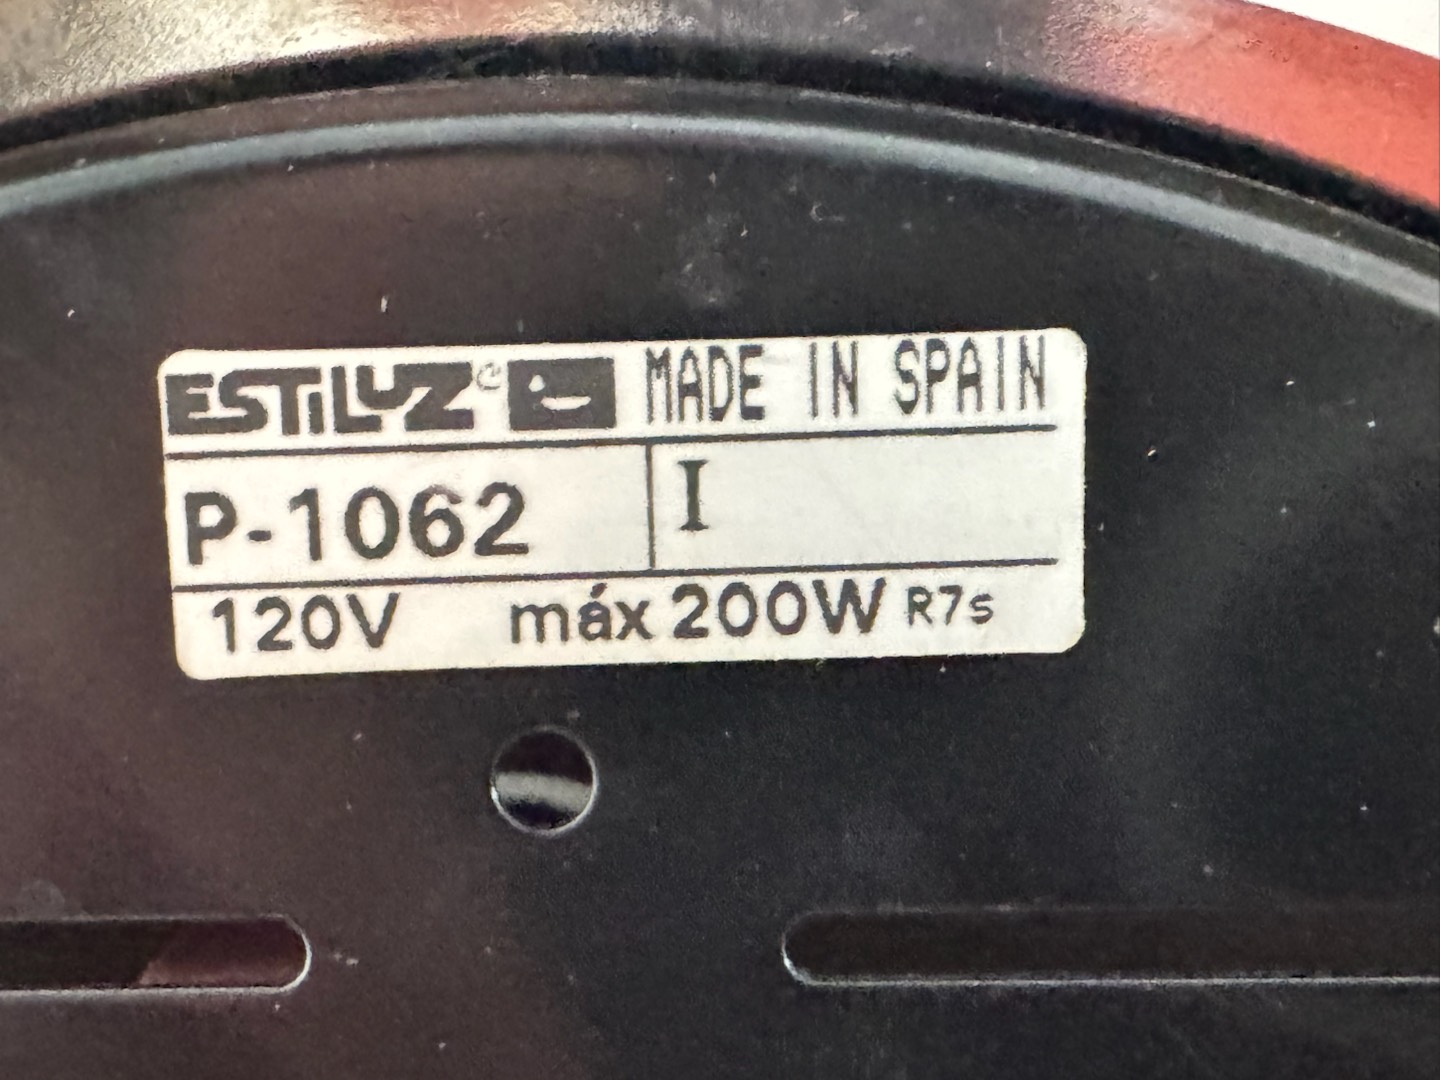 ESTiLUZ MADE IN SPAIN
P-1062 I
120V máx 200W R7s